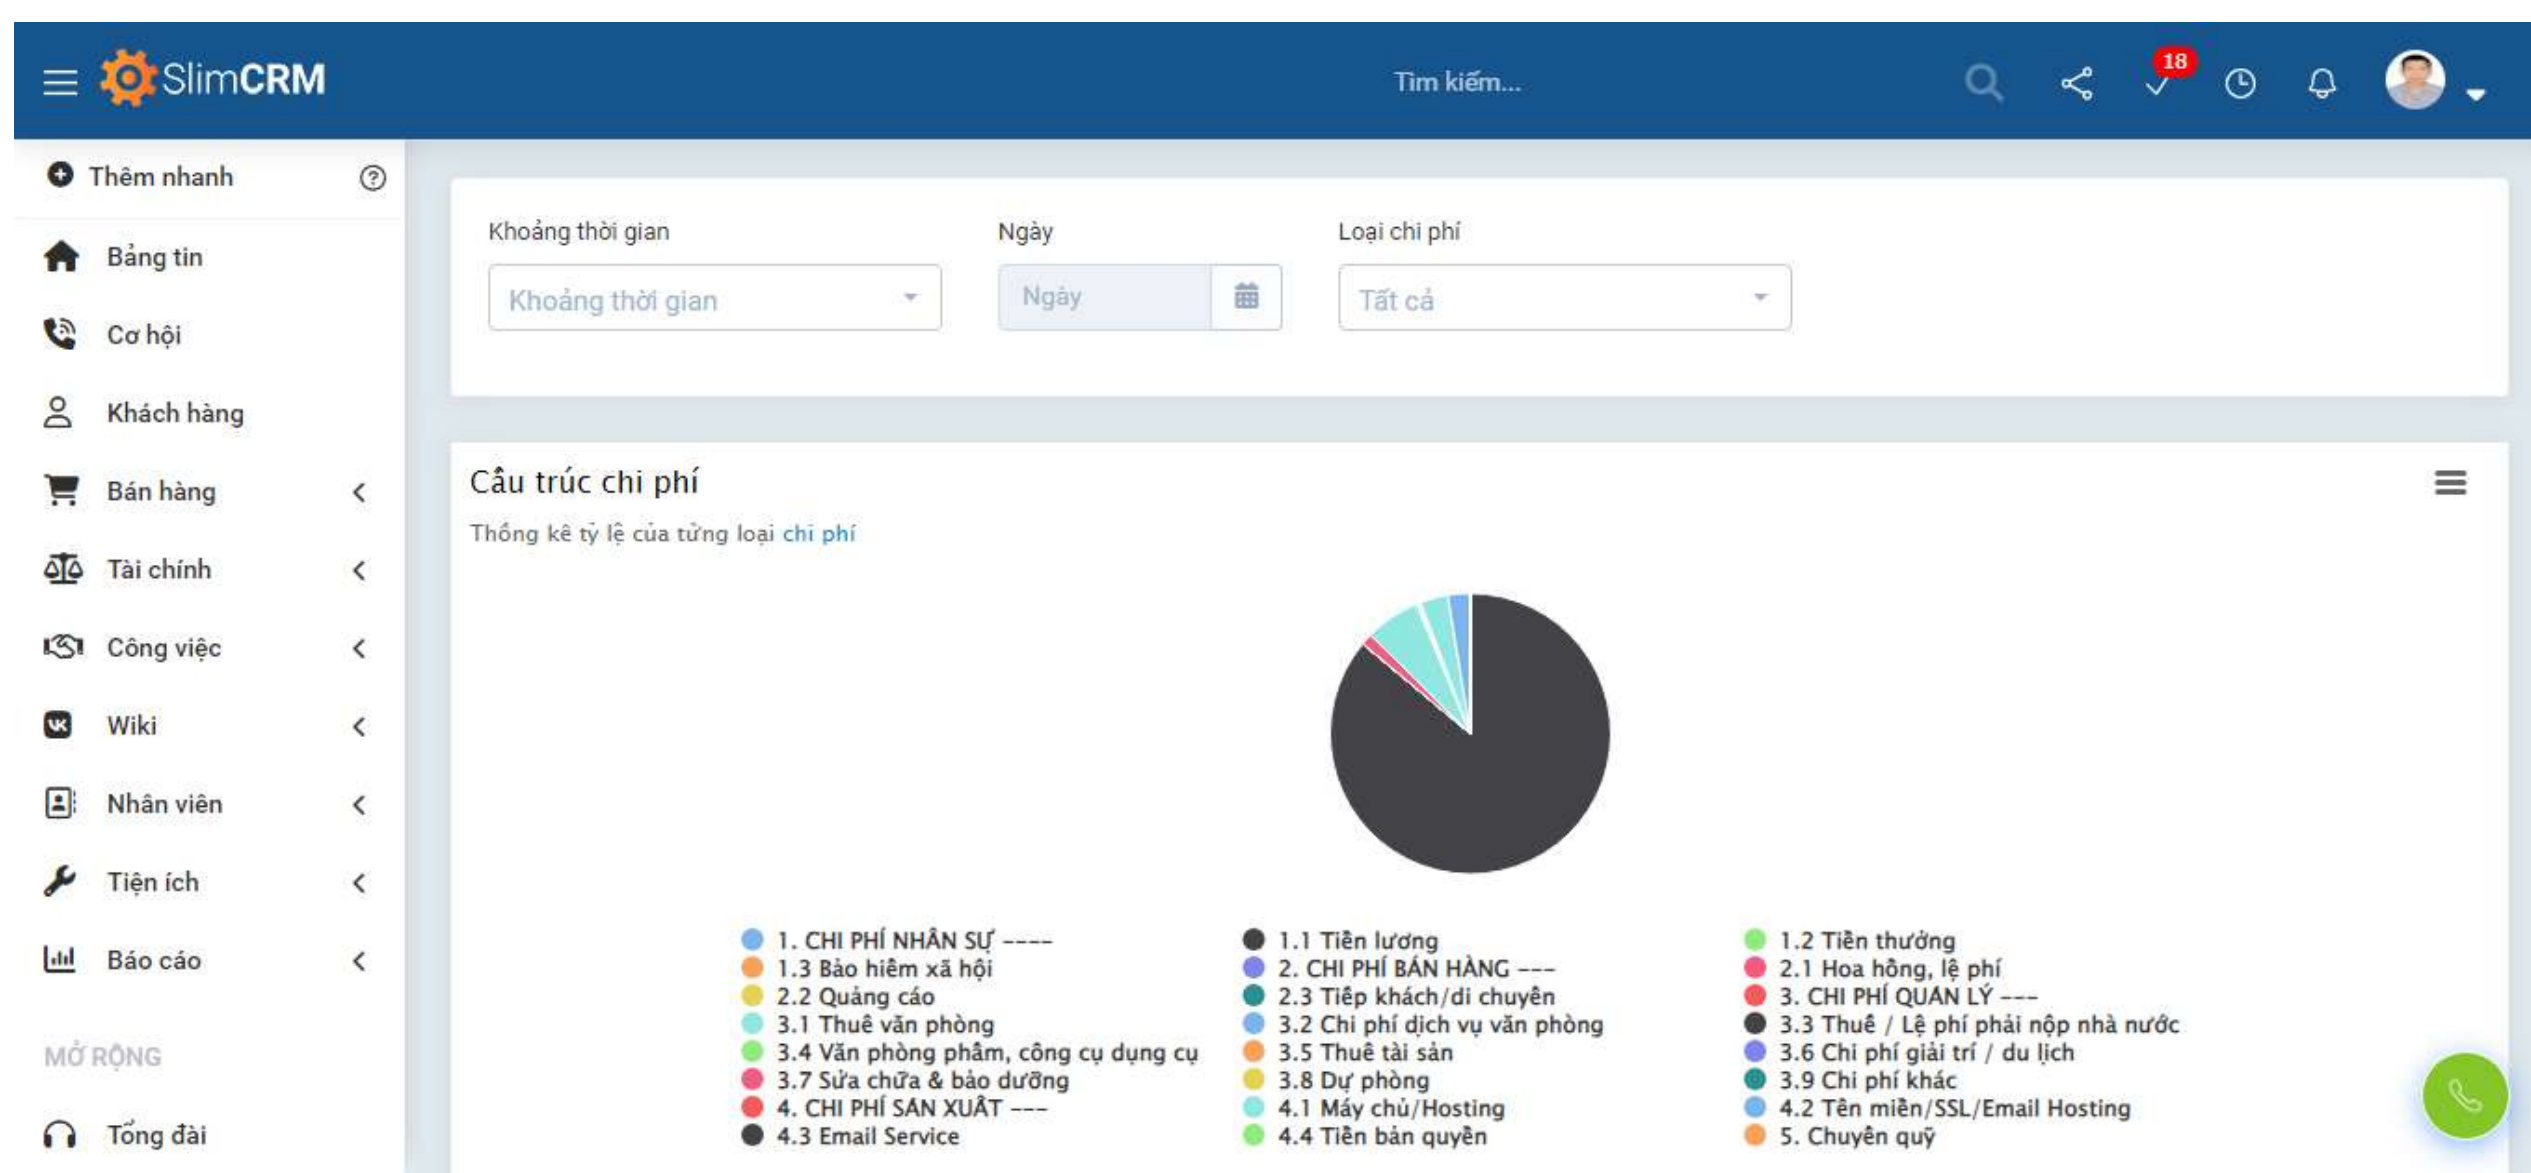 SlimCRM
Tìm kiếm...
18
Thêm nhanh
Bảng tin
Cơ hội
Khách hàng
Bán hàng
Tài chính
Công việc
Wiki
Nhân viên
Tiện ích
Báo cáo
MỞ RỘNG
Tổng đài
Khoảng thời gian
Khoảng thời gian
Ngày
Ngày
Loại chi phí
Tất cả
Cấu trúc chi phí
Thống kê tỷ lệ của từng loại chi phí
1. CHI PHÍ NHÂN SỰ ----
1.1 Tiền lương
1.2 Tiền thưởng
1.3 Bảo hiểm xã hội
2. CHI PHÍ BÁN HÀNG ---
2.1 Hoa hồng, lệ phí
2.2 Quảng cáo
2.3 Tiếp khách/di chuyển
3. CHI PHÍ QUẢN LÝ ---
3.1 Thuê văn phòng
3.2 Chi phí dịch vụ văn phòng
3.3 Thuế / Lệ phí phải nộp nhà nước
3.4 Văn phòng phẩm, công cụ dụng cụ
3.5 Thuê tài sản
3.6 Chi phí giải trí / du lịch
3.7 Sửa chữa & bảo dưỡng
3.8 Dự phòng
3.9 Chi phí khác
4. CHI PHÍ SẢN XUẤT ---
4.1 Máy chủ/Hosting
4.2 Tên miền/SSL/Email Hosting
4.3 Email Service
4.4 Tiền bản quyền
5. Chuyển quỹ